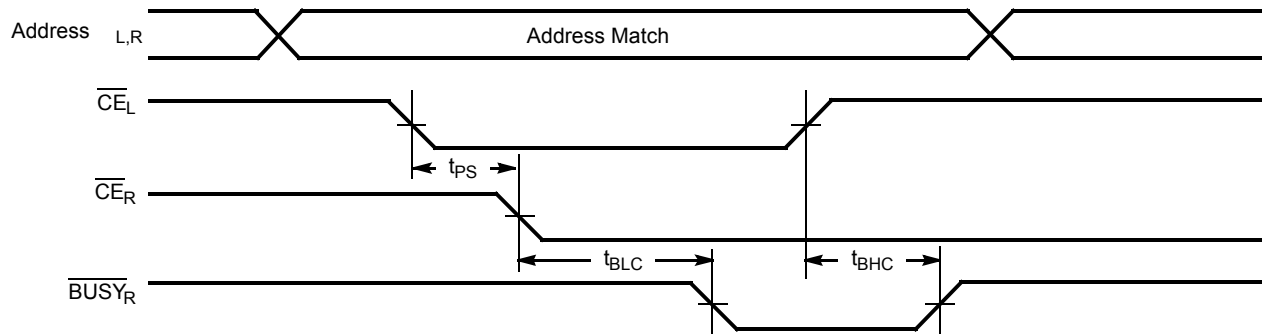 Address L,R Address Match
CE̅L
tPS
CE̅R
tBLC tBHC
BUSY̅R